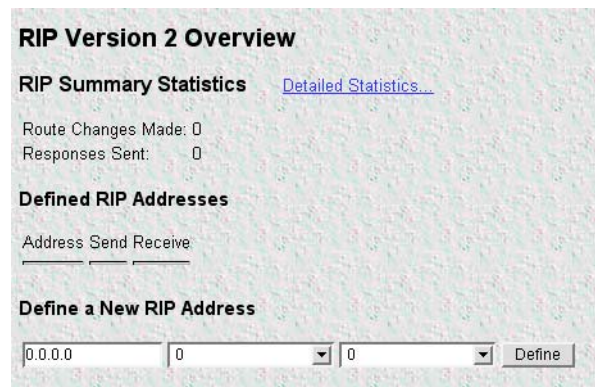 RIP Version 2 Overview
RIP Summary Statistics Detailed Statistics...
Route Changes Made: 0
Responses Sent: 0
Defined RIP Addresses
Address Send Receive
Define a New RIP Address
0.0.0.0 0 0 Define